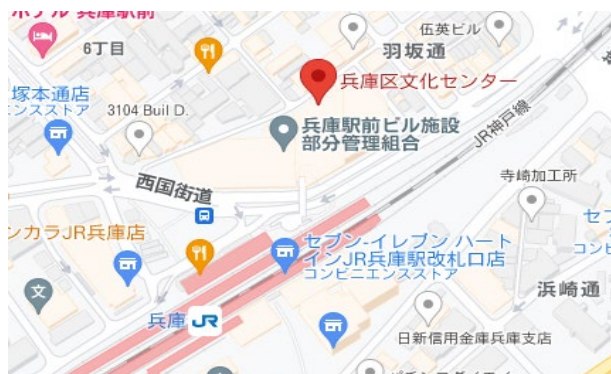 ホテル 兵庫駅前
6丁目
羽坂通
伍英ビル
兵庫区文化センター
塚本通店
エンスストア
3104 Buil D.
兵庫駅前ビル施設
部分管理組合
JR神戸線
西国街道
寺崎加工所
ンカラJR兵庫店
セブン-イレブン ハート
インJR兵庫駅改札口店
コンビニエンスストア
セブ
コンビ
浜崎通
文
兵庫 JR
日新信用金庫兵庫支店